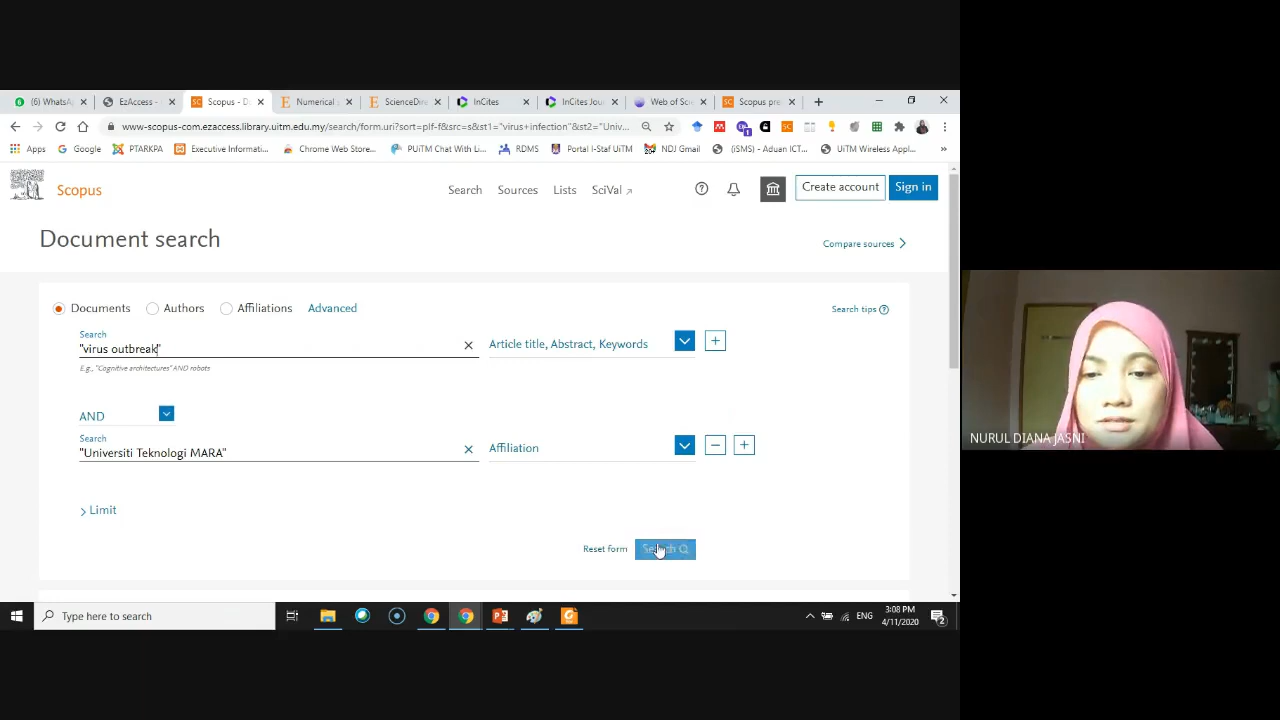 (6) WhatsA
EzAccess -
Scopus - D
Numerical
ScienceDire
InCites
InCites Jou
Web of Sci
Scopus pre
www-scopus-com.ezaccess.library.uitm.edu.my/search/form.uri?sort=plf-f&src=s&st1="virus+infection"&st2="Univ...
Apps
Google
PTARKPA
Executive Informati...
Chrome Web Store...
PUiTM Chat With Li...
RDMS
Portal I-Staf UiTM
NDJ Gmail
(iSMS) - Aduan ICT...
UiTM Wireless Appl...
Scopus
Search
Sources
Lists
SciVal
Create account
Sign in
Document search
Compare sources
Documents
Authors
Affiliations
Advanced
Search tips
Search
"virus outbreak"
Article title, Abstract, Keywords
E.g., "Cognitive architectures" AND robots
AND
Search
"Universiti Teknologi MARA"
Affiliation
Limit
Reset form
Search
NURUL DIANA JASNI
Type here to search
ENG
3:08 PM
4/11/2020
2